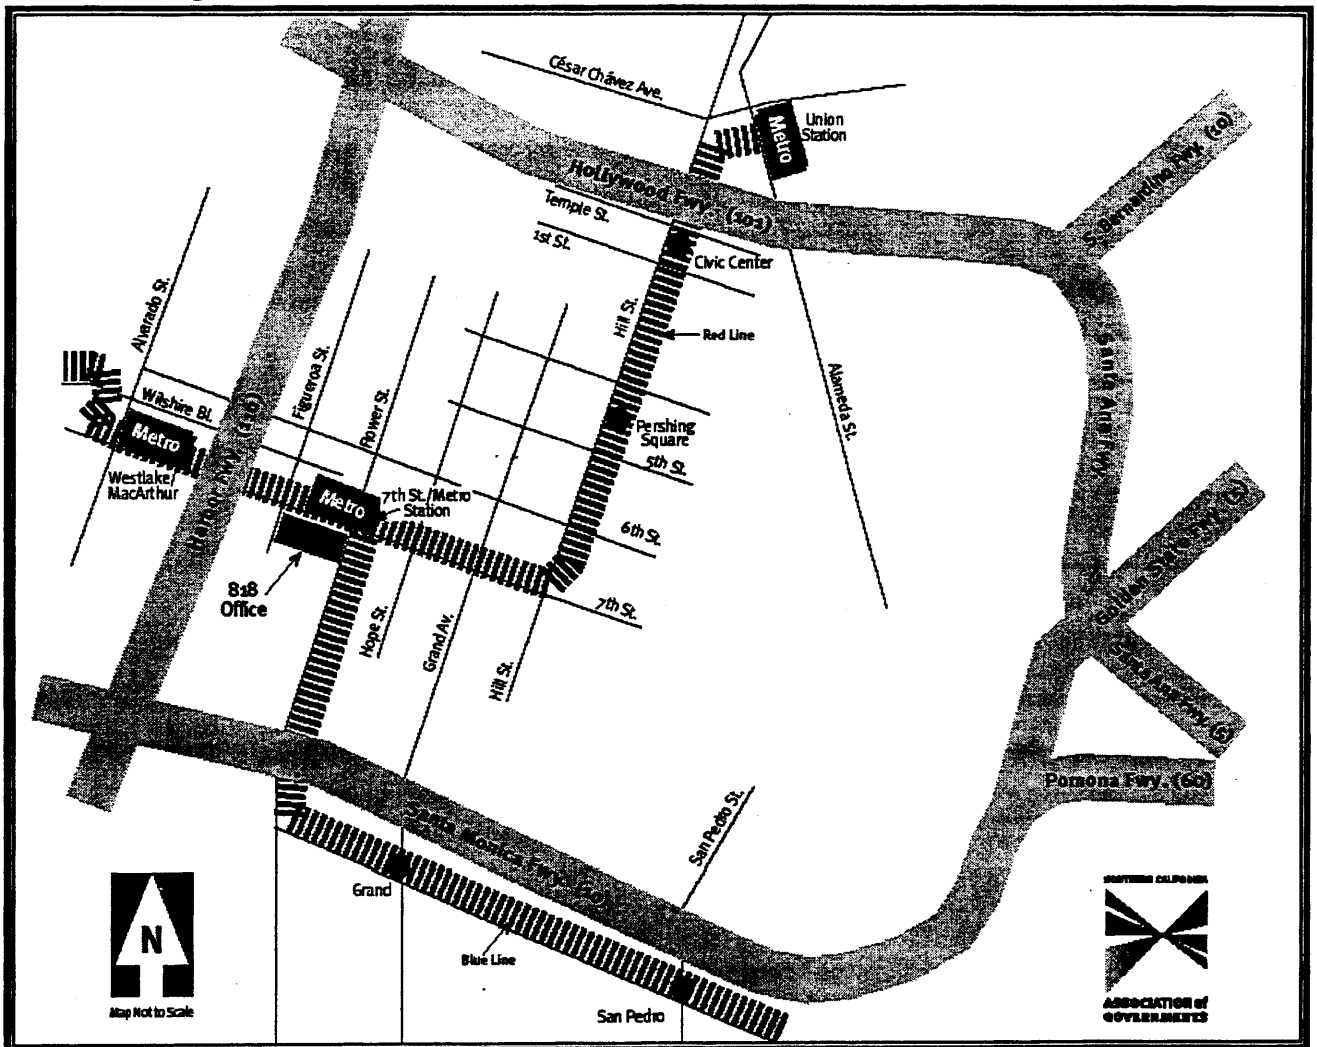 César Chávez Ave.
Metro
Union
Station
S. Bernardino Fwy. (10)
Hollywood Fwy. (101)
Temple St.
1st St.
Civic Center
Hill St.
Red Line
Alvarado St.
Figueroa St.
Flower St.
Alameda St.
Santa Ana Fwy.
Wilshire Bl.
Harbor Fwy. (110)
Metro
Westlake/
MacArthur
Pershing
Square
5th St.
Metro
7th St./Metro
Station
6th St.
Golden State Fwy. (5)
818
Office
7th St.
Hope St.
Grand Av.
Hill St.
Santa Ana Fwy. (5)
Pomona Fwy. (60)
Santa Monica Fwy. (10)
San Pedro St.
Grand
Blue Line
San Pedro
N
Map Not to Scale
SOUTHERN CALIFORNIA
ASSOCIATION of
GOVERNMENTS